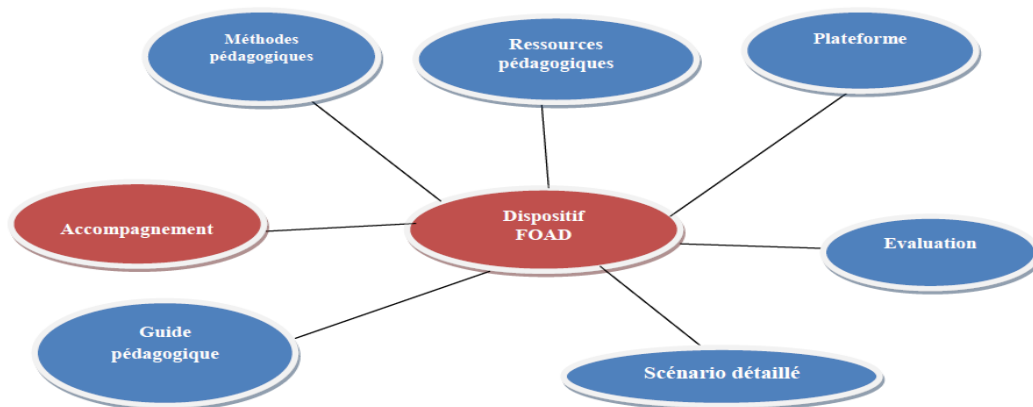 Méthodes
pédagogiques
Ressources
pédagogiques
Plateforme
Accompagnement
Dispositif
FOAD
Evaluation
Guide
pédagogique
Scénario détaillé